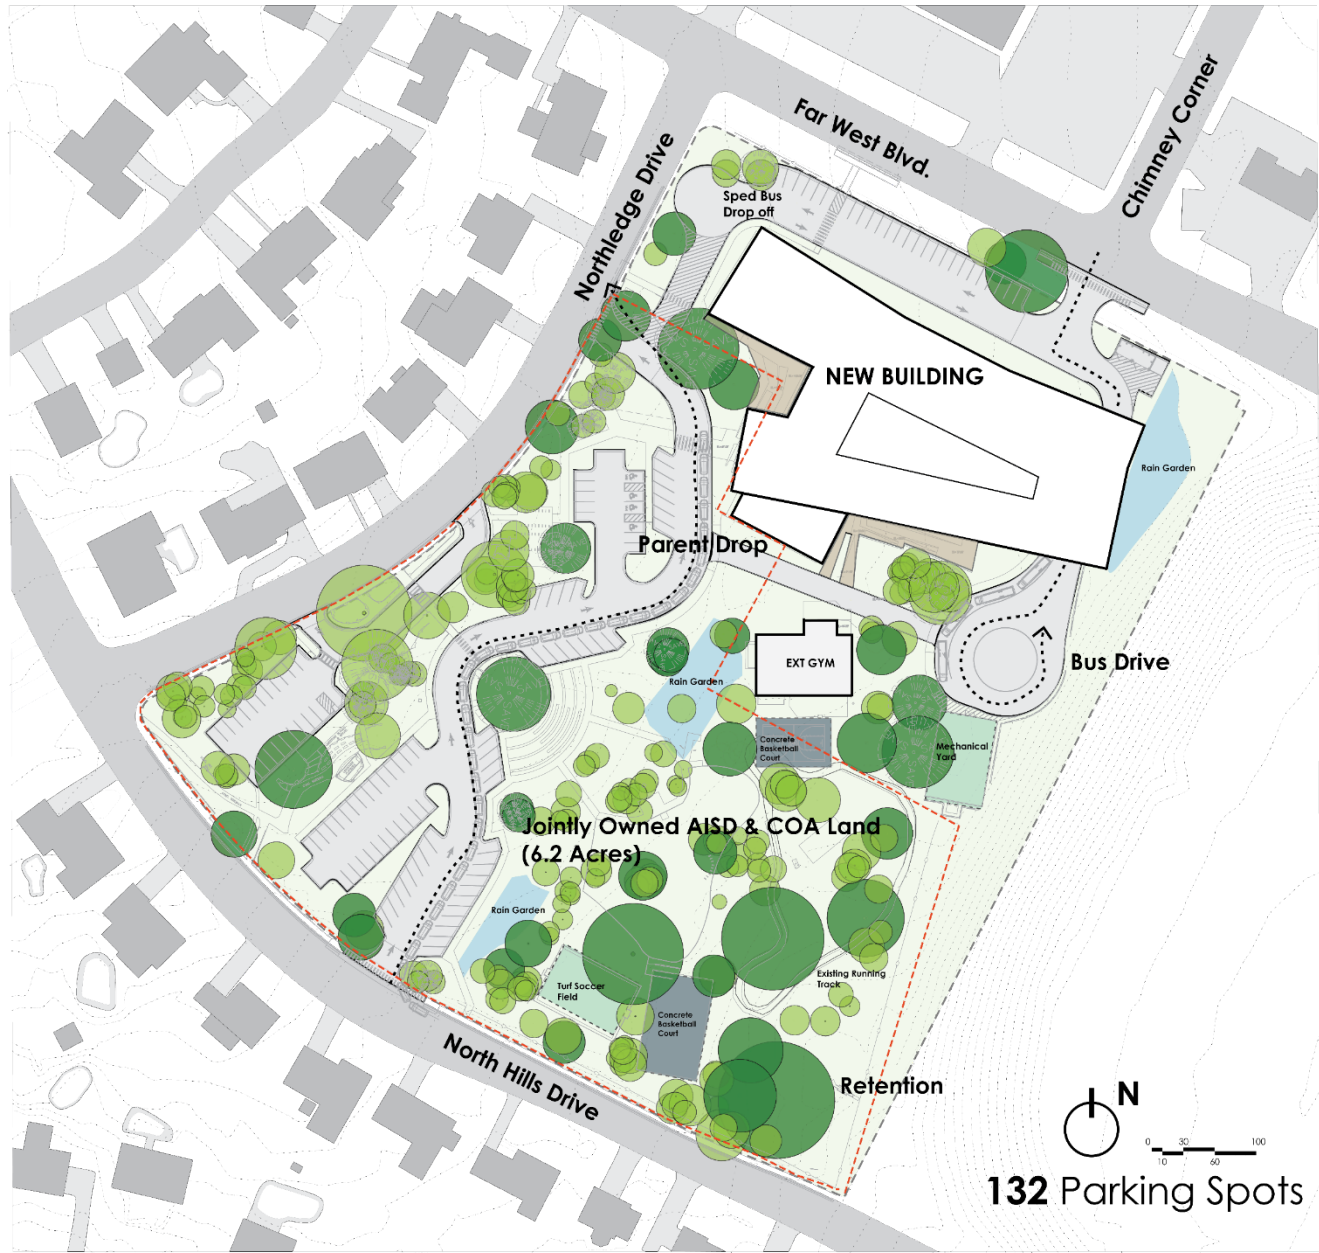 Far West Blvd.
Chimney Corner
Northledge Drive
Sped Bus
Drop off
NEW BUILDING
Rain Garden
Parent Drop
EXT GYM
Bus Drive
Rain Garden
Concrete
Basketball
Court
Mechanical
Yard
Jointly Owned AISD & COA Land
(6.2 Acres)
Rain Garden
Existing Running
Track
Turf Soccer
Field
Concrete
Basketball
Court
North Hills Drive
Retention
N
0 30 100
10 60
132 Parking Spots